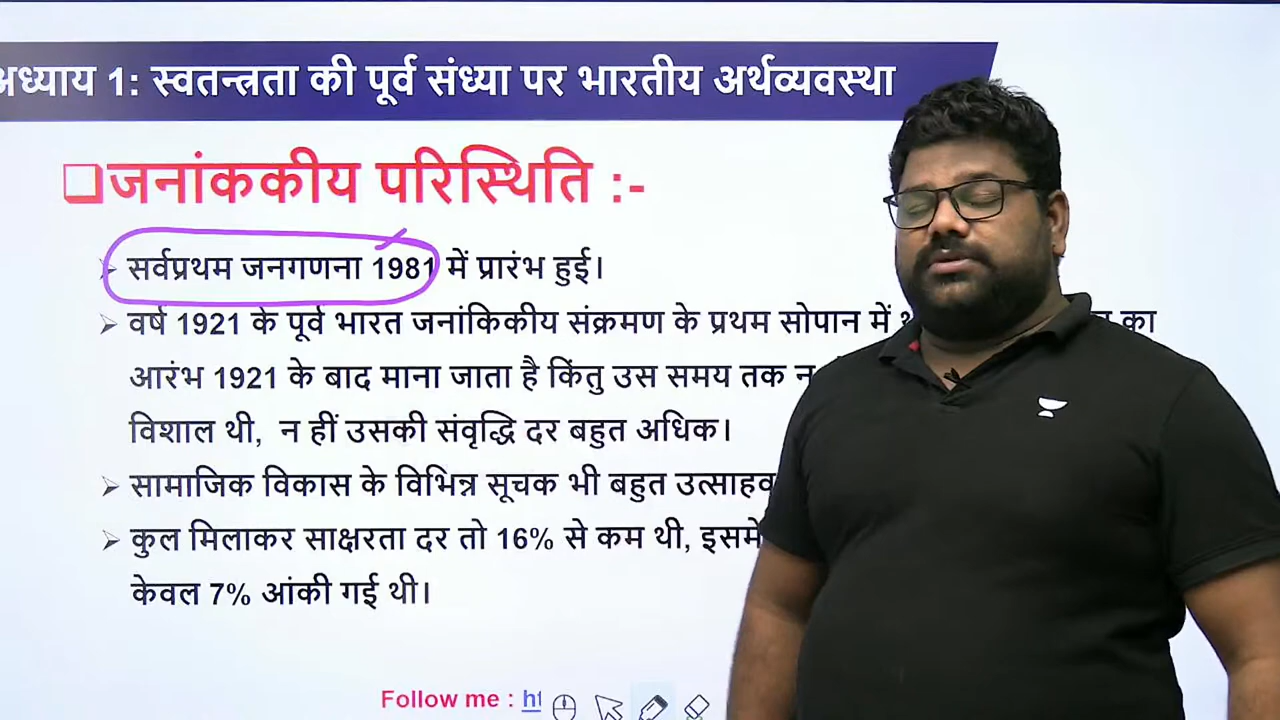 अध्याय 1: स्वतन्त्रता की पूर्व संध्या पर भारतीय अर्थव्यवस्था
जनांककीय परिस्थिति :-
सर्वप्रथम जनगणना 1981 में प्रारंभ हुई।
वर्ष 1921 के पूर्व भारत जनांकिकीय संक्रमण के प्रथम सोपान में का
आरंभ 1921 के बाद माना जाता है किंतु उस समय तक
विशाल थी, न हीं उसकी संवृद्धि दर बहुत अधिक।
सामाजिक विकास के विभिन्न सूचक भी बहुत
कुल मिलाकर साक्षरता दर तो 16% से कम थी, इसमें
केवल 7% आंकी गई थी।
Follow me :